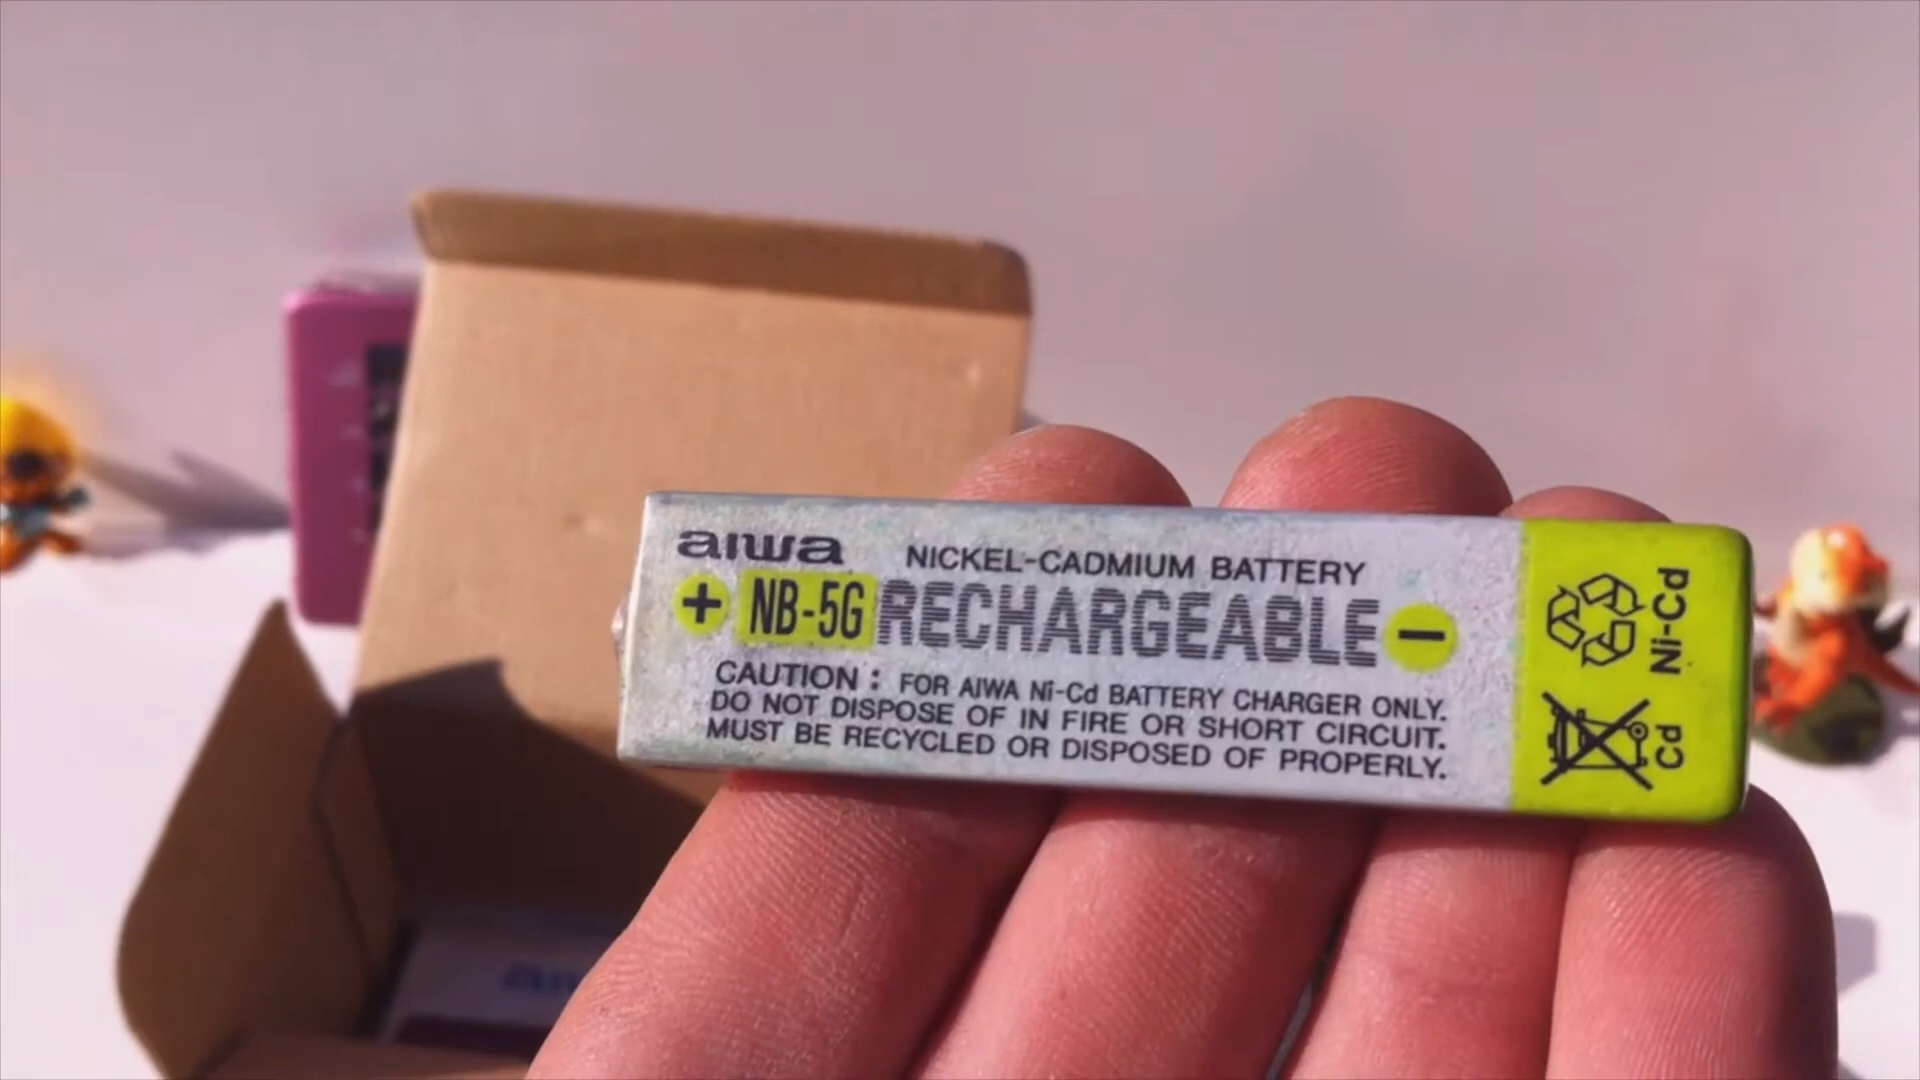 aiwa NICKEL-CADMIUM BATTERY
+ NB-5G RECHARGEABLE −
CAUTION : FOR AIWA Ni-Cd BATTERY CHARGER ONLY.
DO NOT DISPOSE OF IN FIRE OR SHORT CIRCUIT.
MUST BE RECYCLED OR DISPOSED OF PROPERLY.
Ni-Cd
Cd